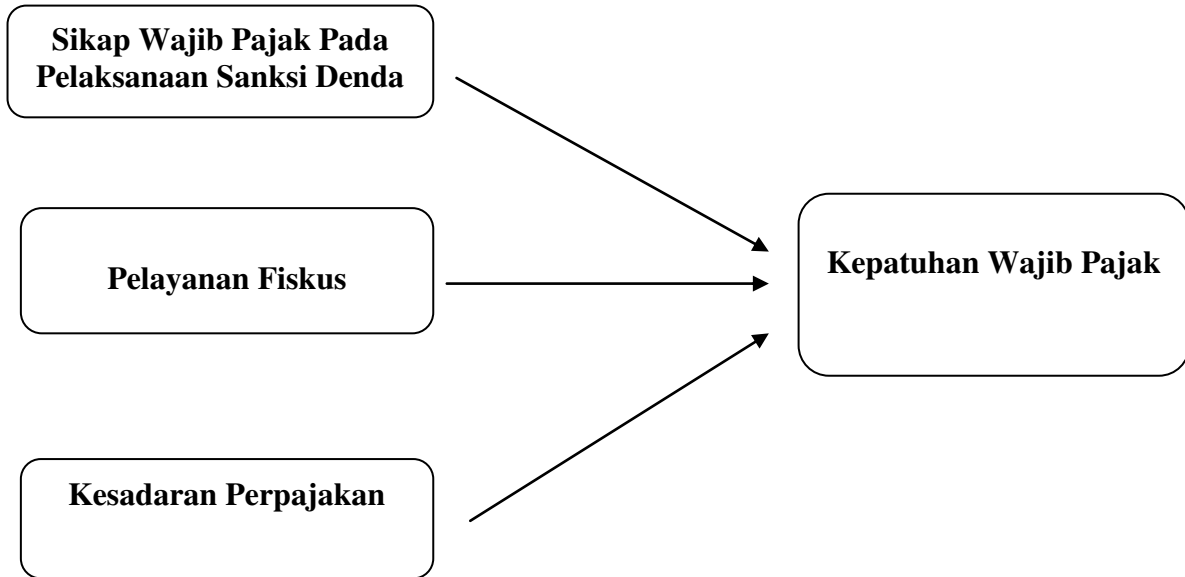 Sikap Wajib Pajak Pada
Pelaksanaan Sanksi Denda
Pelayanan Fiskus
Kepatuhan Wajib Pajak
Kesadaran Perpajakan